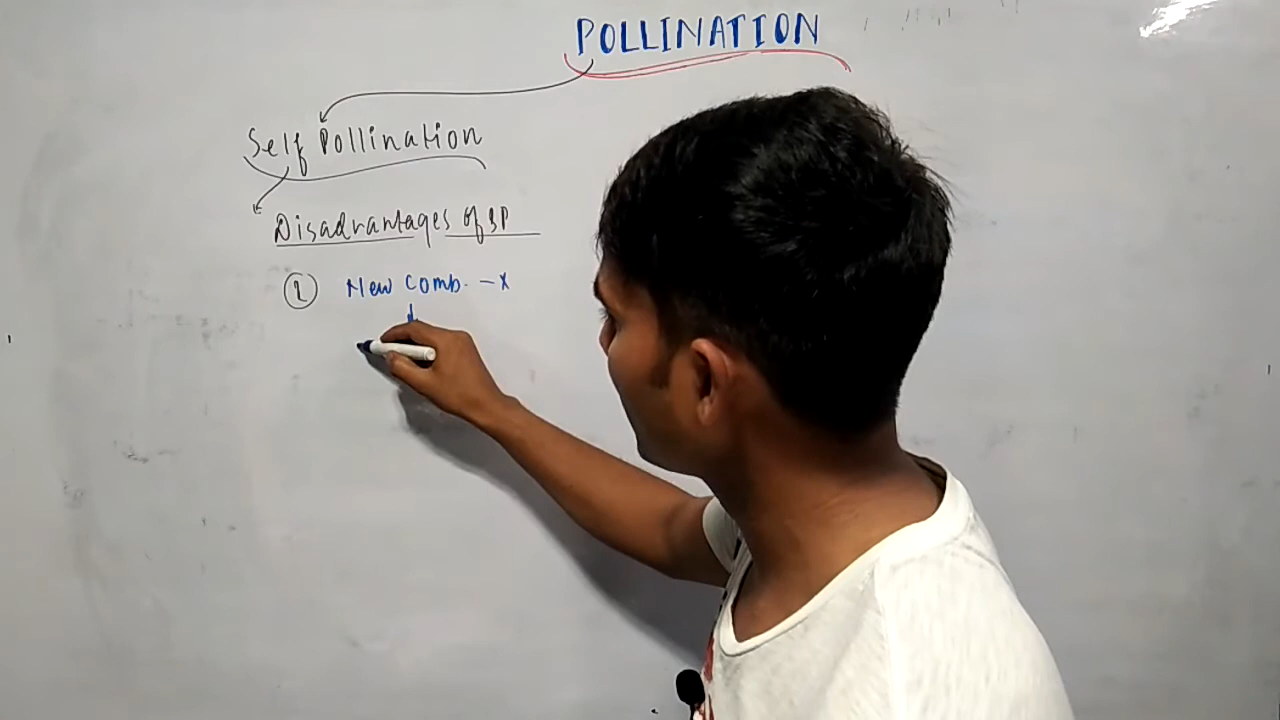 POLLINATION
Self Pollination
Disadvantages of SP
1 New Comb. - x